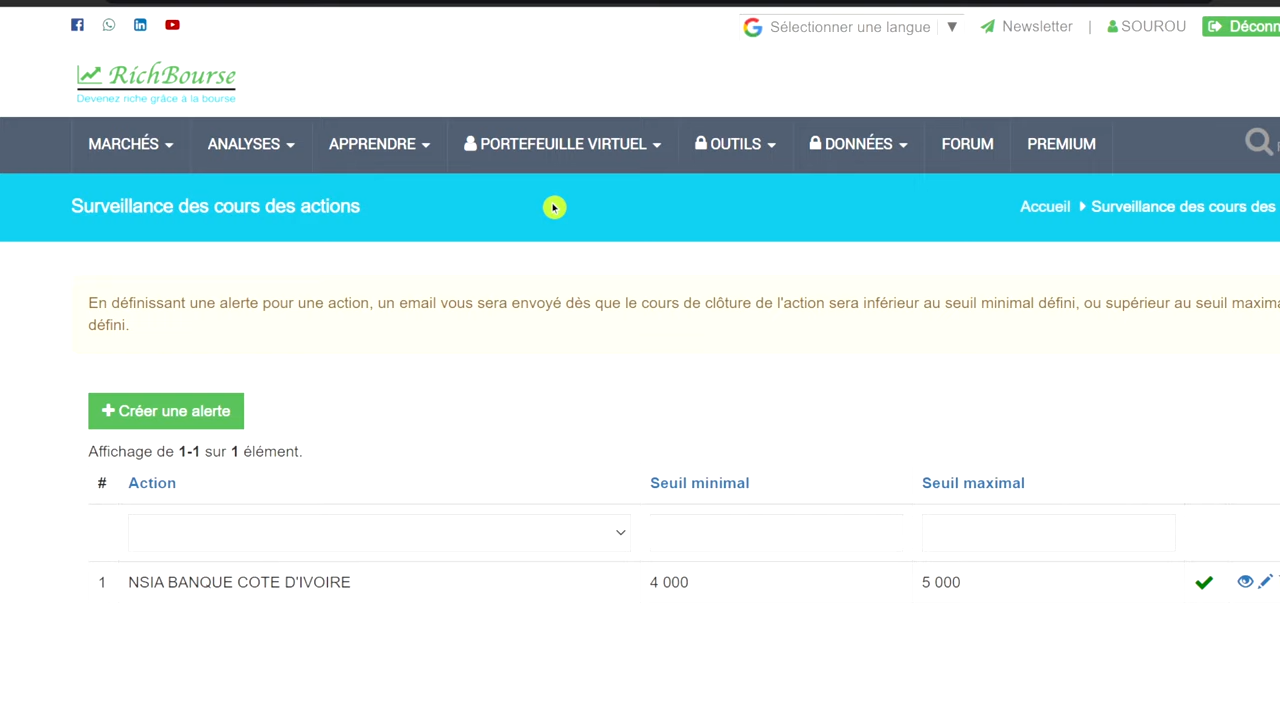 Sélectionner une langue ▼ Newsletter | SOUROU Déconn
RichBourse
Devenez riche grâce à la bourse
MARCHÉS ANALYSES APPRENDRE PORTEFEUILLE VIRTUEL OUTILS DONNÉES FORUM PREMIUM
Surveillance des cours des actions Accueil Surveillance des cours des
En définissant une alerte pour une action, un email vous sera envoyé dès que le cours de clôture de l'action sera inférieur au seuil minimal défini, ou supérieur au seuil maxima
défini.
Créer une alerte
Affichage de 1-1 sur 1 élément.
# Action Seuil minimal Seuil maximal
1 NSIA BANQUE COTE D'IVOIRE 4 000 5 000